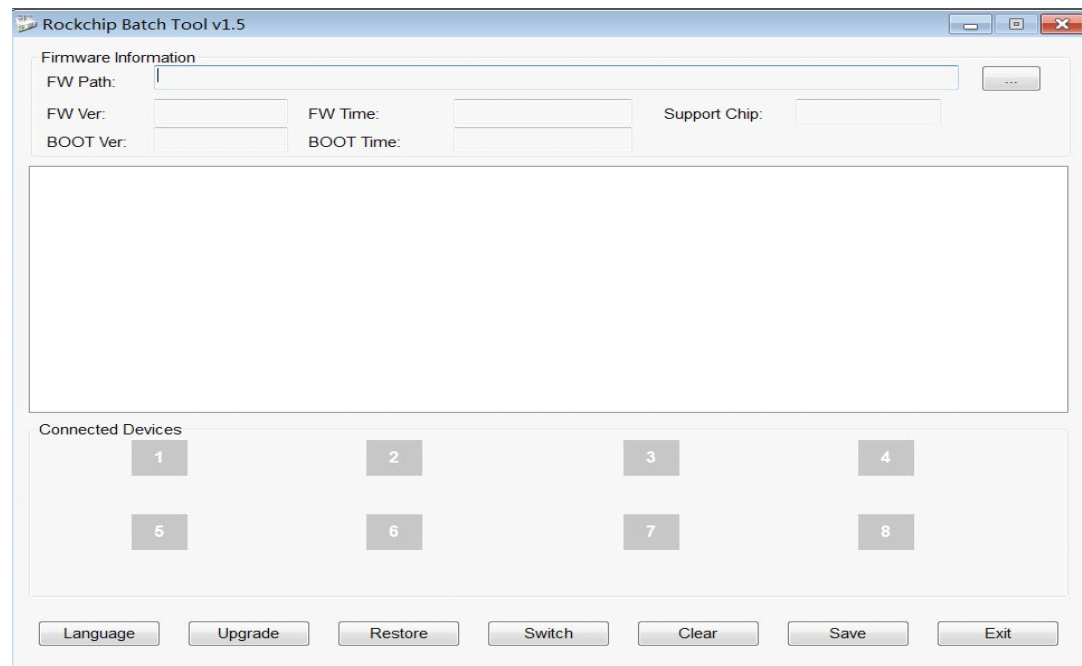 Rockchip Batch Tool v1.5
Firmware Information
FW Path:
...
FW Ver:
FW Time:
Support Chip:
BOOT Ver:
BOOT Time:
Connected Devices
1 2 3 4
5 6 7 8
Language Upgrade Restore Switch Clear Save Exit